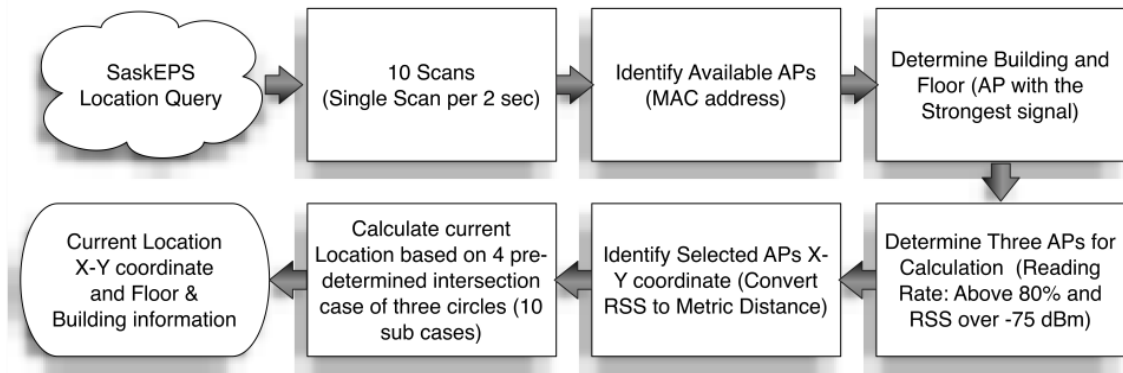 SaskEPS
Location Query
10 Scans
(Single Scan per 2 sec)
Identify Available APs
(MAC address)
Determine Building and
Floor (AP with the
Strongest signal)
Determine Three APs for
Calculation (Reading
Rate: Above 80% and
RSS over -75 dBm)
Identify Selected APs X-
Y coordinate (Convert
RSS to Metric Distance)
Calculate current
Location based on 4 pre-
determined intersection
case of three circles (10
sub cases)
Current Location
X-Y coordinate
and Floor &
Building information